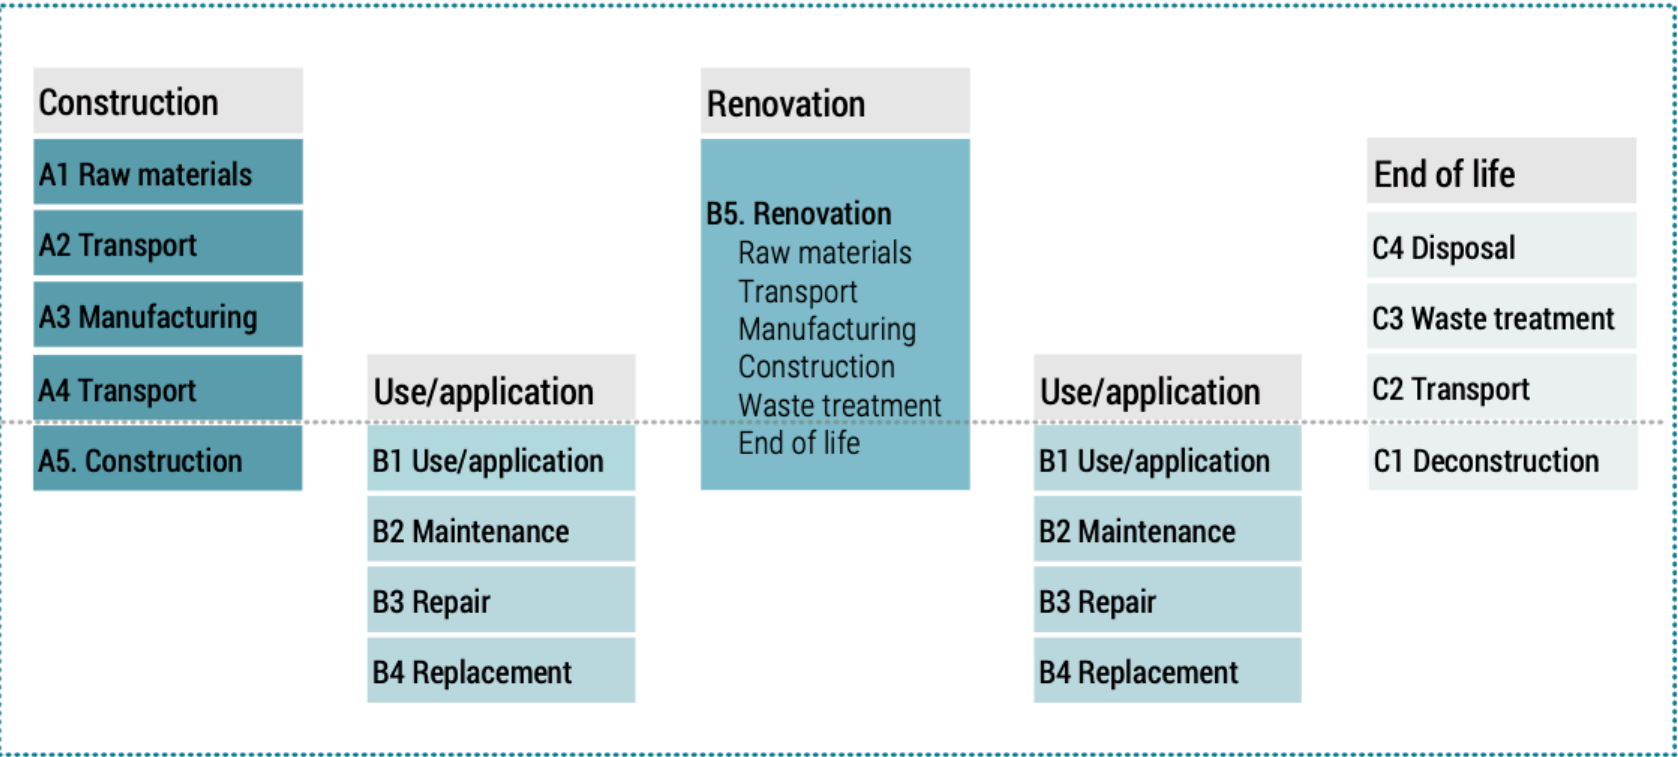 Construction
A1 Raw materials
A2 Transport
A3 Manufacturing
A4 Transport
A5. Construction
Use/application
B1 Use/application
B2 Maintenance
B3 Repair
B4 Replacement
Renovation
B5. Renovation
Raw materials
Transport
Manufacturing
Construction
Waste treatment
End of life
Use/application
B1 Use/application
B2 Maintenance
B3 Repair
B4 Replacement
End of life
C4 Disposal
C3 Waste treatment
C2 Transport
C1 Deconstruction